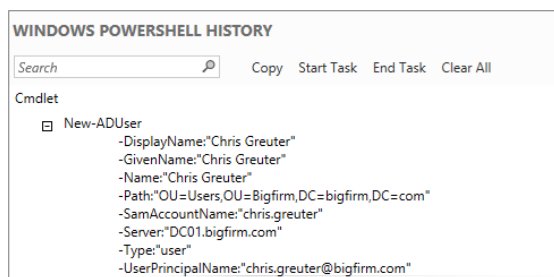 WINDOWS POWERSHELL HISTORY
Search Copy Start Task End Task Clear All
Cmdlet
New-ADUser
-DisplayName:"Chris Greuter"
-GivenName:"Chris Greuter"
-Name:"Chris Greuter"
-Path:"OU=Users,OU=Bigfirm,DC=bigfirm,DC=com"
-SamAccountName:"chris.greuter"
-Server:"DC01.bigfirm.com"
-Type:"user"
-UserPrincipalName:"chris.greuter@bigfirm.com"